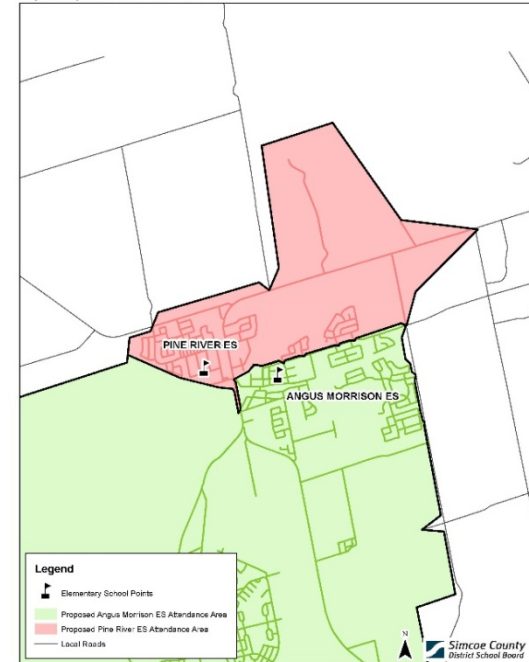 PINE RIVER ES
ANGUS MORRISON ES
Legend
Elementary School Points
Proposed Angus Morrison ES Attendance Area
Proposed Pine River ES Attendance Area
Local Roads
N
Simcoe County
District School Board